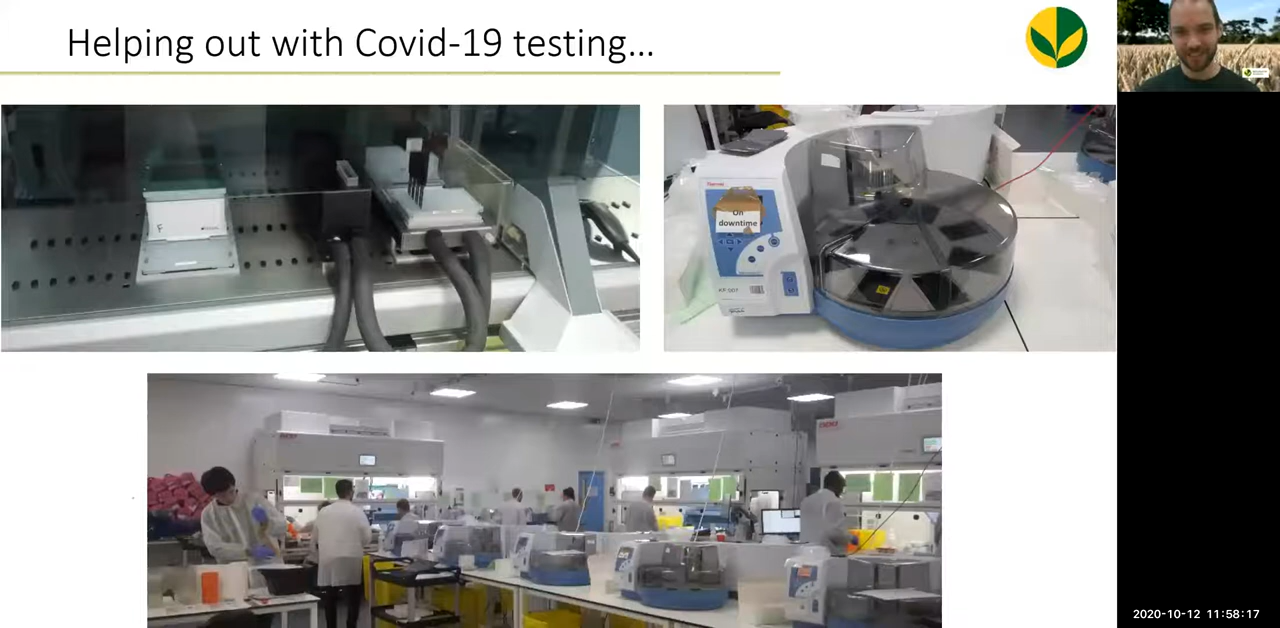 Helping out with Covid-19 testing...
F
On
downtime
2020-10-12 11:58:17